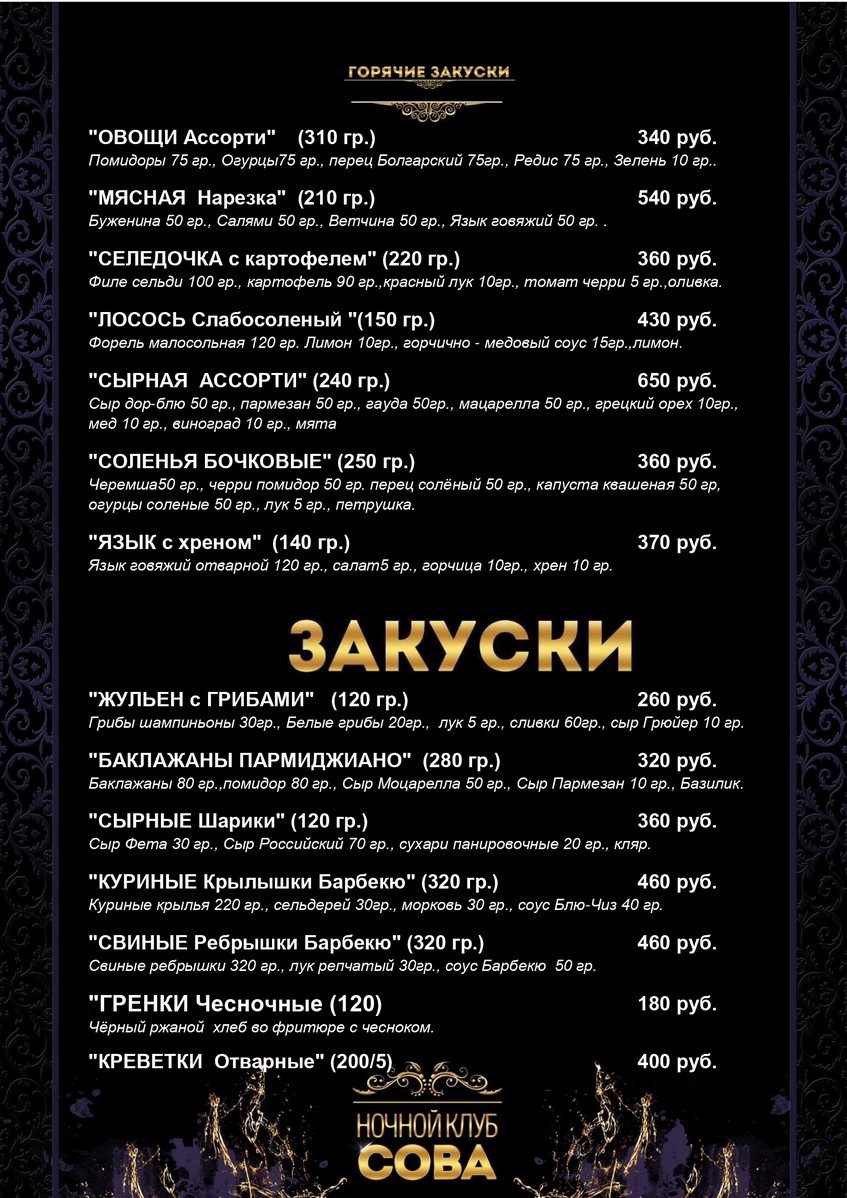 ГОРЯЧИЕ ЗАКУСКИ
"ОВОЩИ Ассорти" (310 гр.) 340 руб.
Помидоры 75 гр., Огурцы75 гр., перец Болгарский 75гр., Редис 75 гр., Зелень 10 гр..
"МЯСНАЯ Нарезка" (210 гр.) 540 руб.
Буженина 50 гр., Салями 50 гр., Ветчина 50 гр., Язык говяжий 50 гр. .
"СЕЛЕДОЧКА с картофелем" (220 гр.) 360 руб.
Филе сельди 100 гр., картофель 90 гр.,красный лук 10гр., томат черри 5 гр.,оливка.
"ЛОСОСЬ Слабосоленый "(150 гр.) 430 руб.
Форель малосольная 120 гр. Лимон 10гр., горчично - медовый соус 15гр.,лимон.
"СЫРНАЯ АССОРТИ" (240 гр.) 650 руб.
Сыр дор-блю 50 гр., пармезан 50 гр., гауда 50гр., мацарелла 50 гр., грецкий орех 10гр.,
мед 10 гр., виноград 10 гр., мята
"СОЛЕНЬЯ БОЧКОВЫЕ" (250 гр.) 360 руб.
Черемша50 гр., черри помидор 50 гр. перец солёный 50 гр., капуста квашеная 50 гр,
огурцы соленые 50 гр., лук 5 гр., петрушка.
"ЯЗЫК с хреном" (140 гр.) 370 руб.
Язык говяжий отварной 120 гр., салат5 гр., горчица 10гр., хрен 10 гр.
ЗАКУСКИ
"ЖУЛЬЕН с ГРИБАМИ" (120 гр.) 260 руб.
Грибы шампиньоны 30гр., Белые грибы 20гр., лук 5 гр., сливки 60гр., сыр Грюйер 10 гр.
"БАКЛАЖАНЫ ПАРМИДЖИАНО" (280 гр.) 320 руб.
Баклажаны 80 гр.,помидор 80 гр., Сыр Моцарелла 50 гр., Сыр Пармезан 10 гр., Базилик.
"СЫРНЫЕ Шарики" (120 гр.) 360 руб.
Сыр Фета 30 гр., Сыр Российский 70 гр., сухари панировочные 20 гр., кляр.
"КУРИНЫЕ Крылышки Барбекю" (320 гр.) 460 руб.
Куриные крылья 220 гр., сельдерей 30гр., морковь 30 гр., соус Блю-Чиз 40 гр.
"СВИНЫЕ Ребрышки Барбекю" (320 гр.) 460 руб.
Свиные ребрышки 320 гр., лук репчатый 30гр., соус Барбекю 50 гр.
"ГРЕНКИ Чесночные (120) 180 руб.
Чёрный ржаной хлеб во фритюре с чесноком.
"КРЕВЕТКИ Отварные" (200/5) 400 руб.
НОЧНОЙ КЛУБ
СОВА